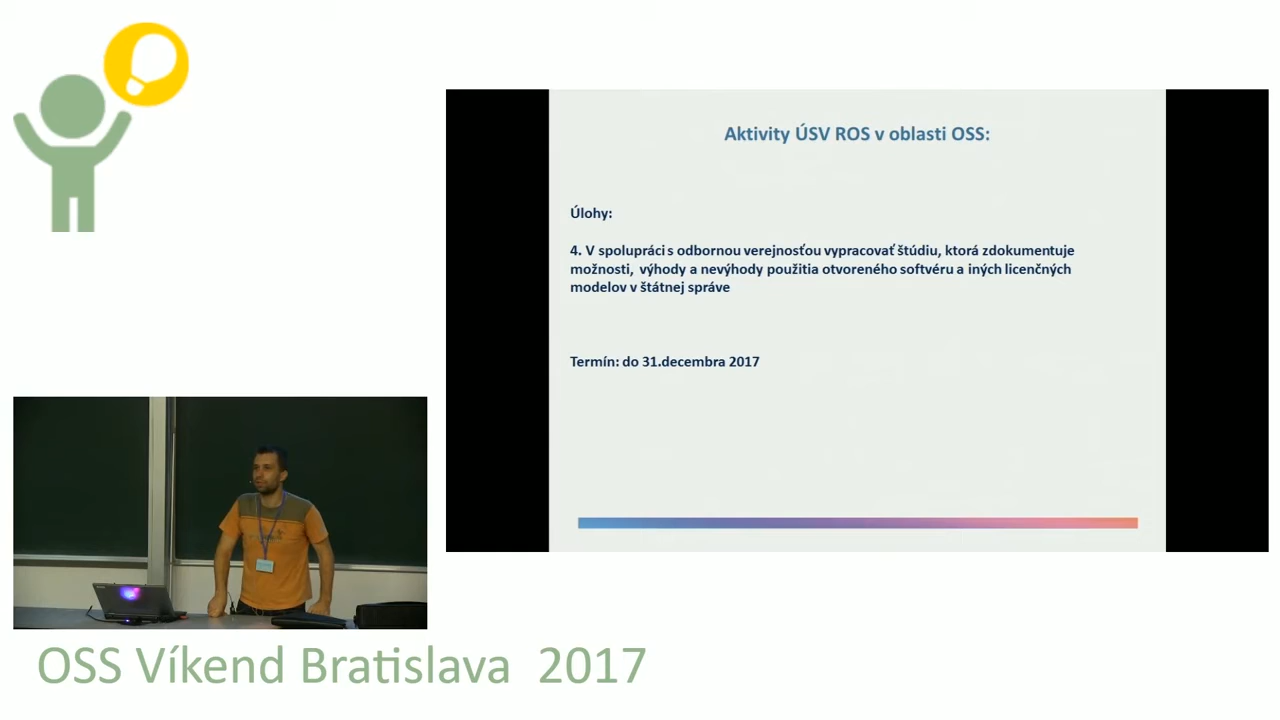 Aktivity ÚSV ROS v oblasti OSS:
Úlohy:
4. V spolupráci s odbornou verejnosťou vypracovať štúdiu, ktorá zdokumentuje
možnosti, výhody a nevýhody použitia otvoreného softvéru a iných licenčných
modelov v štátnej správe
Termín: do 31.decembra 2017
OSS Víkend Bratislava 2017